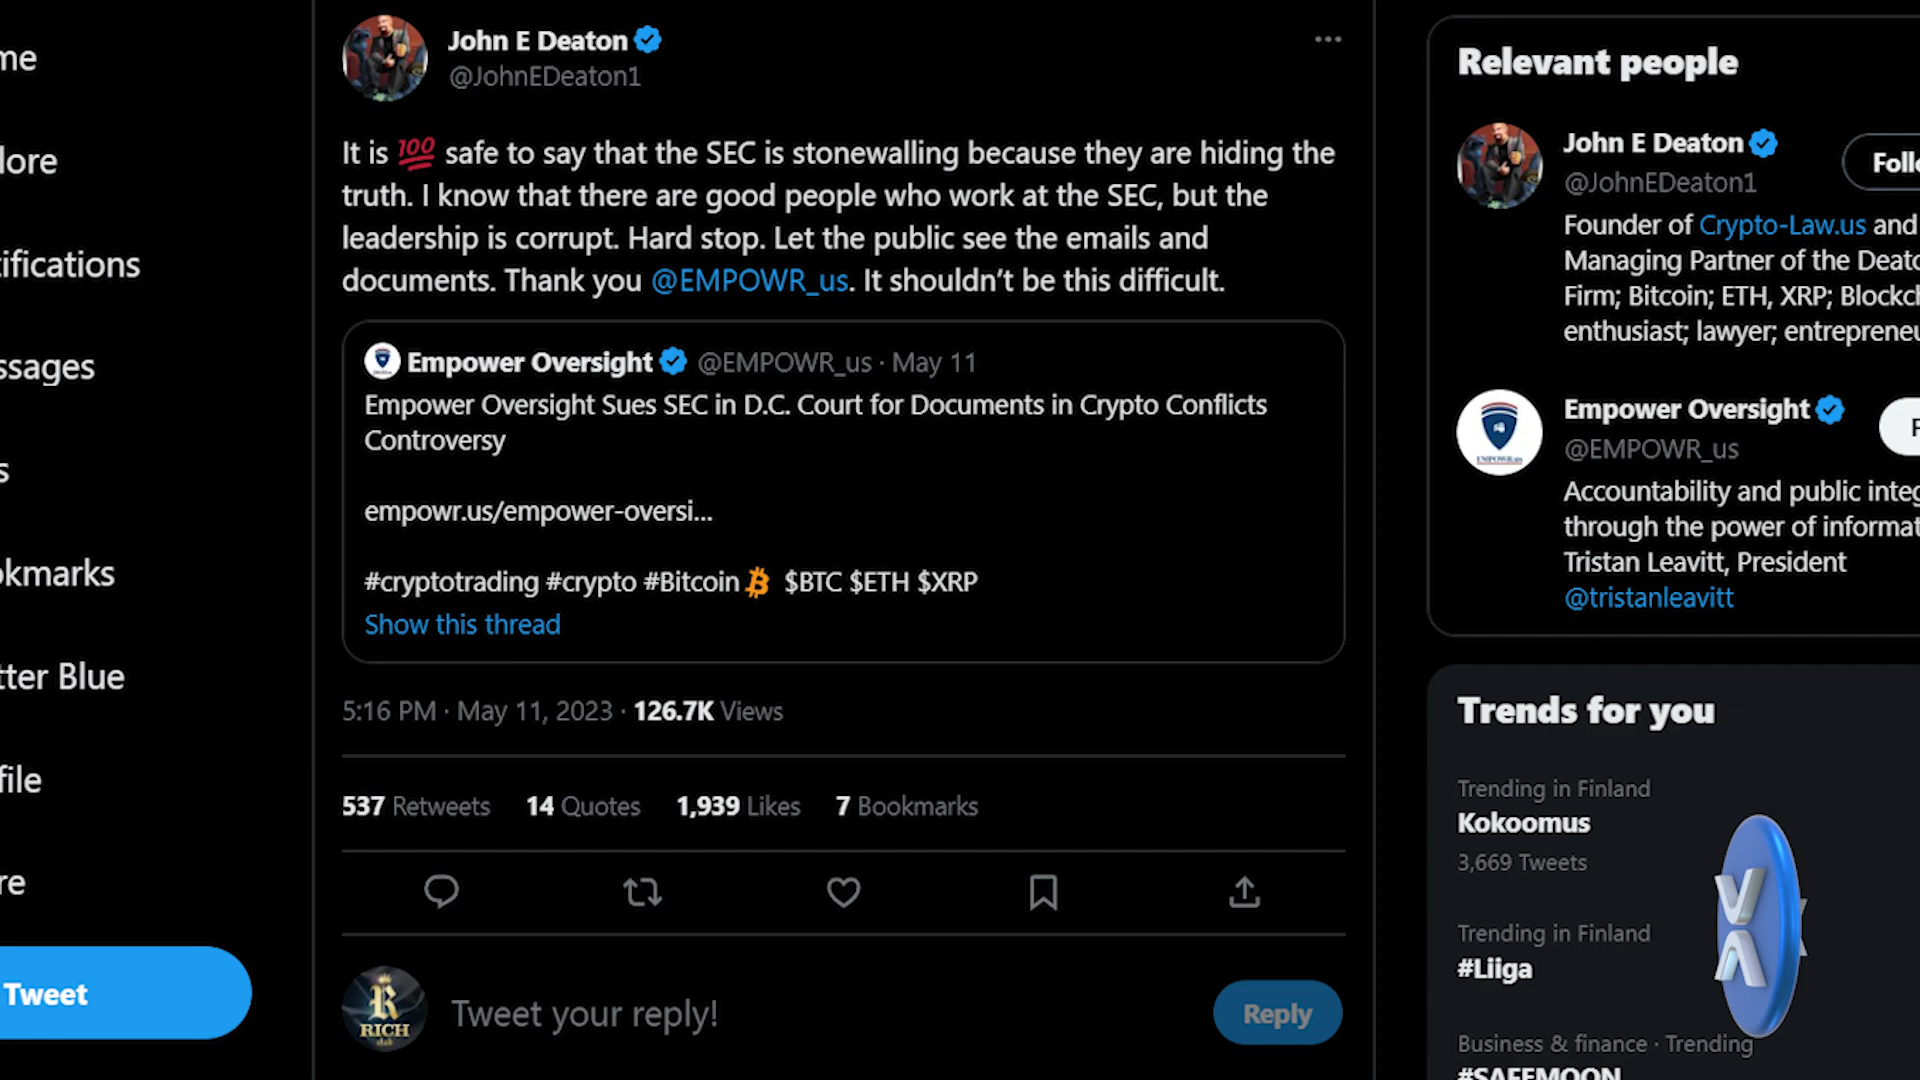 me
lore
tifications
ssages
s
okmarks
tter Blue
file
re
Tweet
John E Deaton
@JohnEDeaton1
It is 💯 safe to say that the SEC is stonewalling because they are hiding the
truth. I know that there are good people who work at the SEC, but the
leadership is corrupt. Hard stop. Let the public see the emails and
documents. Thank you @EMPOWR_us. It shouldn't be this difficult.
Empower Oversight @EMPOWR_us · May 11
Empower Oversight Sues SEC in D.C. Court for Documents in Crypto Conflicts
Controversy
empowr.us/empower-oversi...
#cryptotrading #crypto #Bitcoin $BTC $ETH $XRP
Show this thread
5:16 PM · May 11, 2023 · 126.7K Views
537 Retweets 14 Quotes 1,939 Likes 7 Bookmarks
R
RICH
club
Tweet your reply!
Reply
Relevant people
John E Deaton
@JohnEDeaton1
Follo
Founder of Crypto-Law.us and
Managing Partner of the Deato
Firm; Bitcoin; ETH, XRP; Blockch
enthusiast; lawyer; entrepreneu
EMPOWR.us
Empower Oversight
@EMPOWR_us
F
Accountability and public integ
through the power of informat
Tristan Leavitt, President
@tristanleavitt
Trends for you
Trending in Finland
Kokoomus
3,669 Tweets
Trending in Finland
#Liiga
Business & finance · Trending
#SAFEMOON